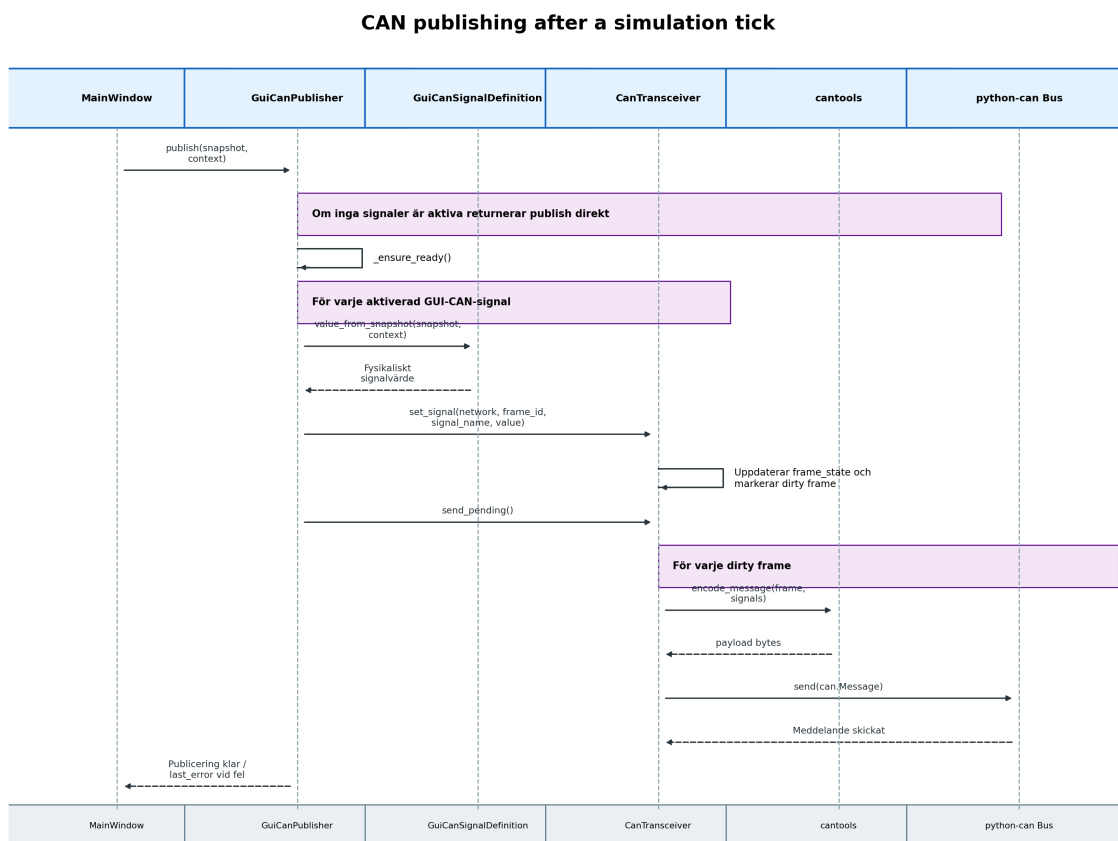 CAN publishing after a simulation tick
MainWindow
GuiCanPublisher
GuiCanSignalDefinition
CanTransceiver
cantools
python-can Bus
publish(snapshot,
context)
Om inga signaler är aktiva returnerar publish direkt
_ensure_ready()
För varje aktiverad GUI-CAN-signal
value_from_snapshot(snapshot,
context)
Fysikaliskt
signalvärde
set_signal(network, frame_id,
signal_name, value)
Uppdaterar frame_state och
markerar dirty frame
send_pending()
För varje dirty frame
encode_message(frame,
signals)
payload bytes
send(can.Message)
Meddelande skickat
Publicering klar /
last_error vid fel
MainWindow
GuiCanPublisher
GuiCanSignalDefinition
CanTransceiver
cantools
python-can Bus